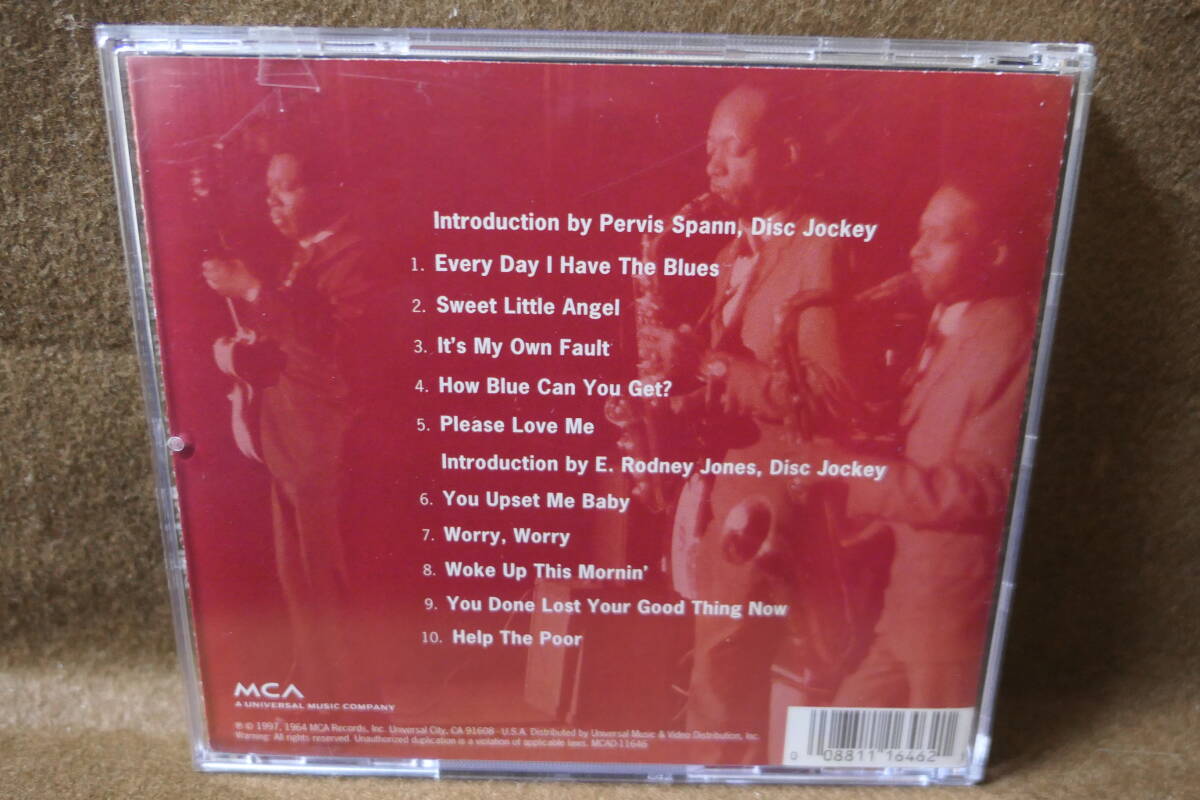 Introduction by Pervis Spann, Disc Jockey
1. Every Day I Have The Blues
2. Sweet Little Angel
3. It's My Own Fault
4. How Blue Can You Get?
5. Please Love Me
Introduction by E. Rodney Jones, Disc Jockey
6. You Upset Me Baby
7. Worry, Worry
8. Woke Up This Mornin'
9. You Done Lost Your Good Thing Now
10. Help The Poor
MCA
A UNIVERSAL MUSIC COMPANY
℗ © 1997, 1964 MCA Records, Inc. Universal City, CA 91608 - U.S.A. Distributed by Universal Music & Video Distribution, Inc.
Warning: All rights reserved. Unauthorized duplication is a violation of applicable laws. MCAD-11646
0 08811 16462